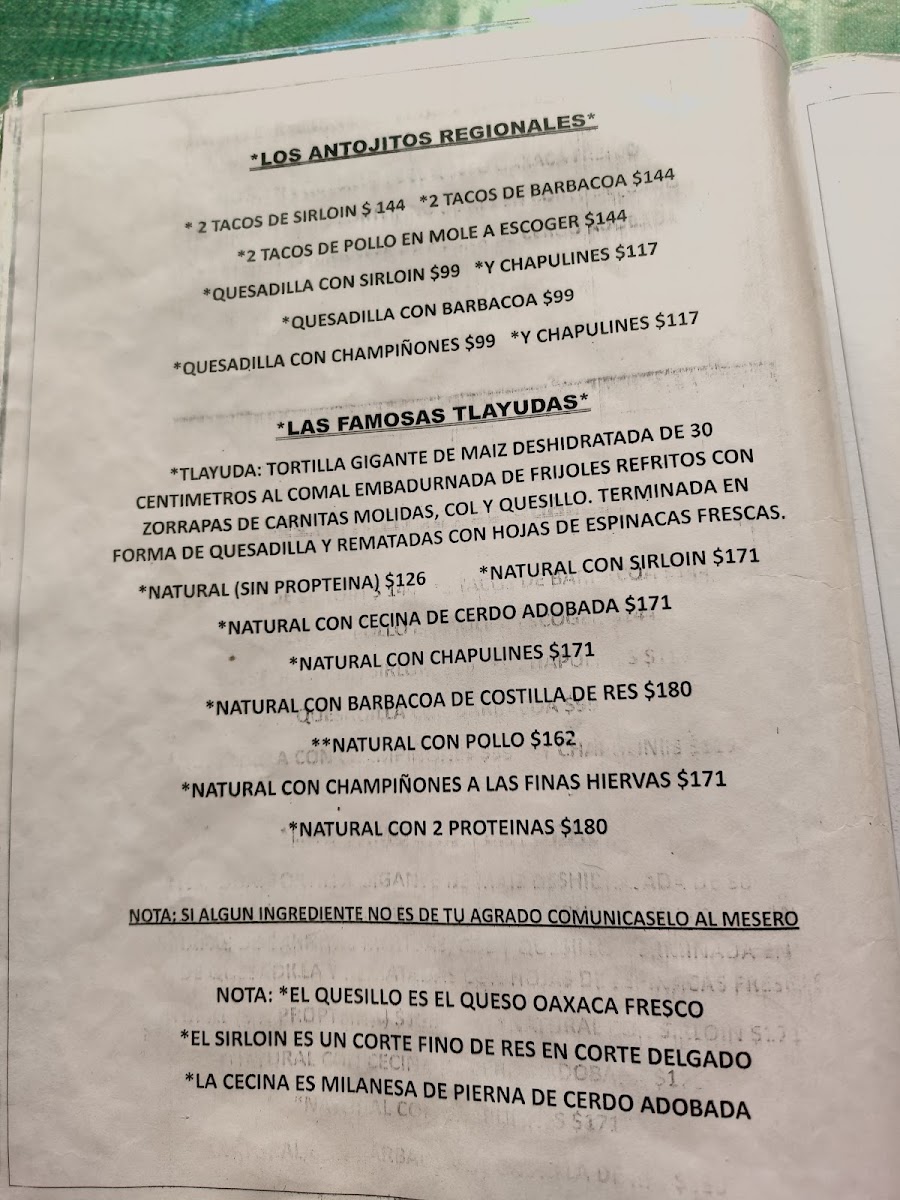 *LOS ANTOJITOS REGIONALES*
* 2 TACOS DE SIRLOIN $ 144 *2 TACOS DE BARBACOA $144
*2 TACOS DE POLLO EN MOLE A ESCOGER $144
*QUESADILLA CON SIRLOIN $99 *Y CHAPULINES $117
*QUESADILLA CON BARBACOA $99
*QUESADILLA CON CHAMPIÑONES $99 *Y CHAPULINES $117
*LAS FAMOSAS TLAYUDAS*
*TLAYUDA: TORTILLA GIGANTE DE MAIZ DESHIDRATADA DE 30
CENTIMETROS AL COMAL EMBADURNADA DE FRIJOLES REFRITOS CON
ZORRAPAS DE CARNITAS MOLIDAS, COL Y QUESILLO. TERMINADA EN
FORMA DE QUESADILLA Y REMATADAS CON HOJAS DE ESPINACAS FRESCAS.
*NATURAL (SIN PROPTEINA) $126 *NATURAL CON SIRLOIN $171
*NATURAL CON CECINA DE CERDO ADOBADA $171
*NATURAL CON CHAPULINES $171
*NATURAL CON BARBACOA DE COSTILLA DE RES $180
**NATURAL CON POLLO $162
*NATURAL CON CHAMPIÑONES A LAS FINAS HIERVAS $171
*NATURAL CON 2 PROTEINAS $180
NOTA; SI ALGUN INGREDIENTE NO ES DE TU AGRADO COMUNICASELO AL MESERO
NOTA: *EL QUESILLO ES EL QUESO OAXACA FRESCO
*EL SIRLOIN ES UN CORTE FINO DE RES EN CORTE DELGADO
*LA CECINA ES MILANESA DE PIERNA DE CERDO ADOBADA